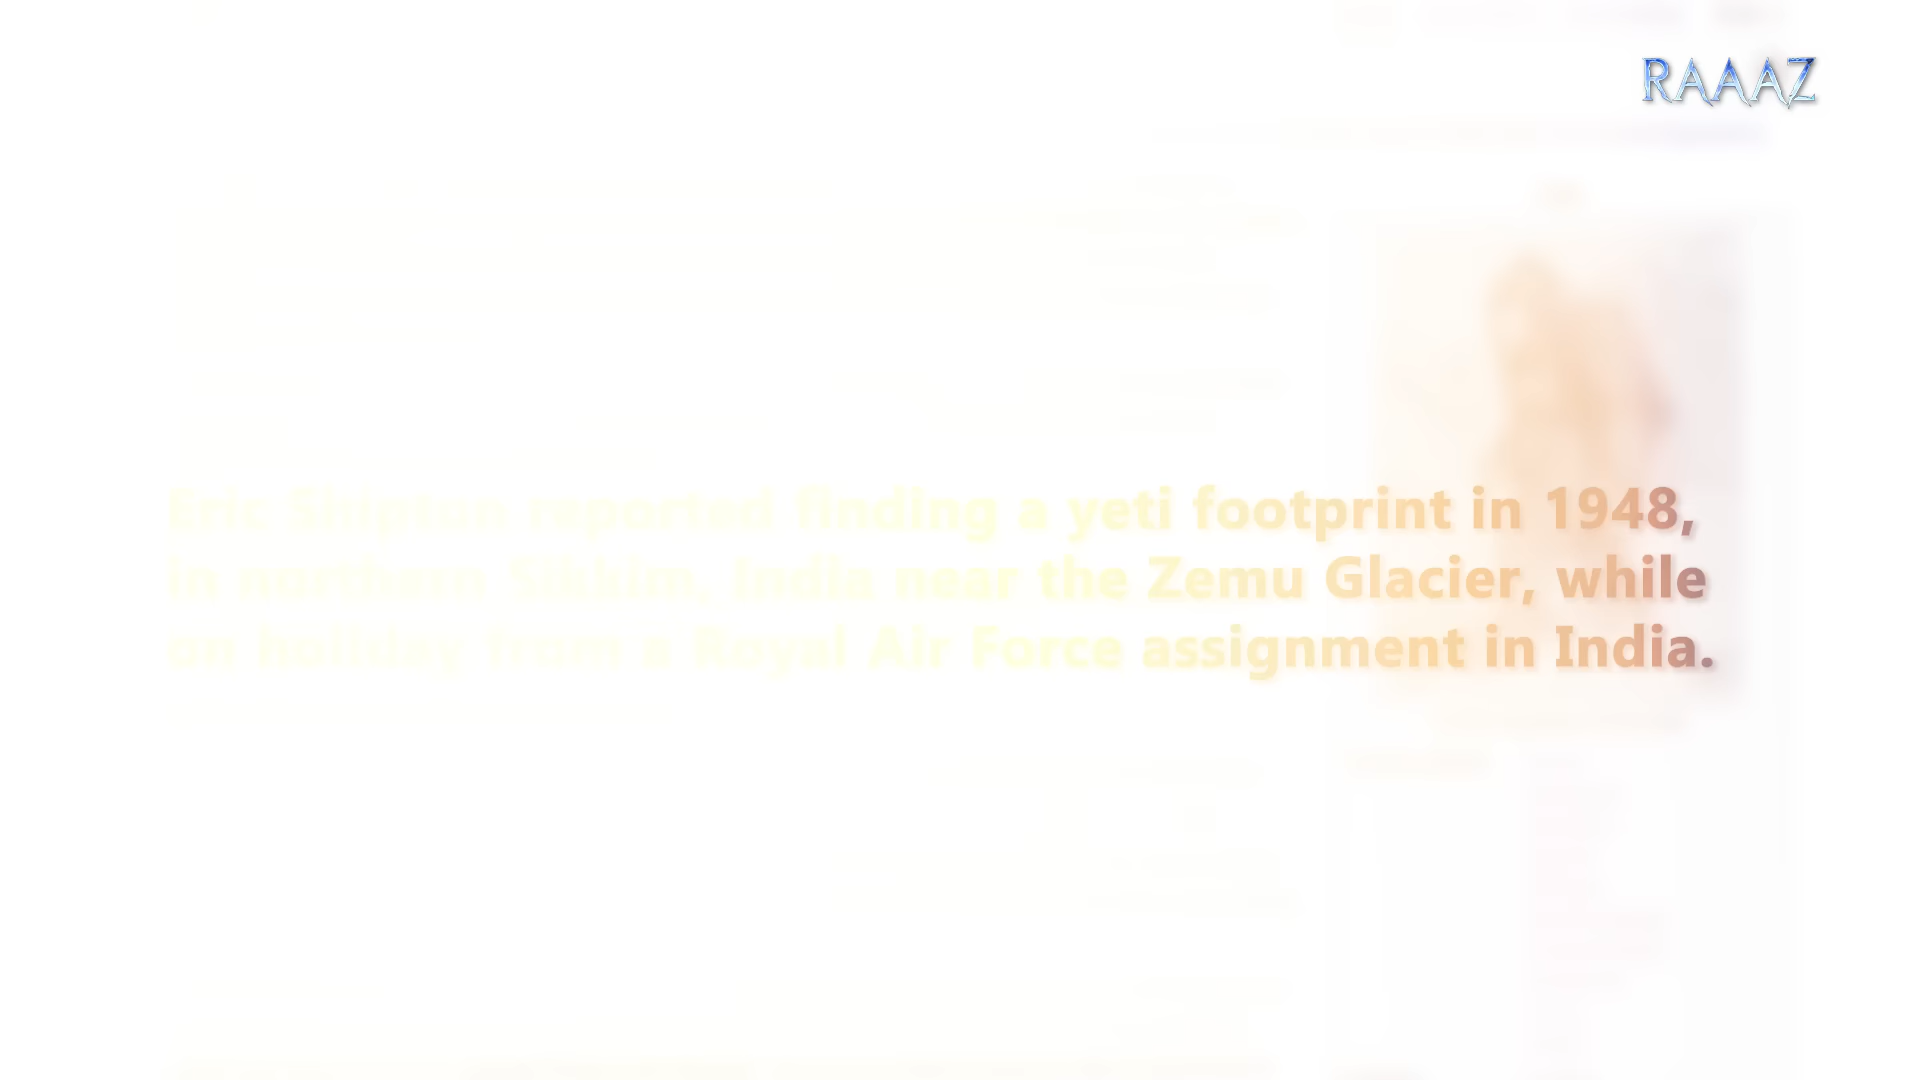 RAAAZ
Eric Shipton reported finding a yeti footprint in 1948,
in northern Sikkim, India near the Zemu Glacier, while
on holiday from a Royal Air Force assignment in India.